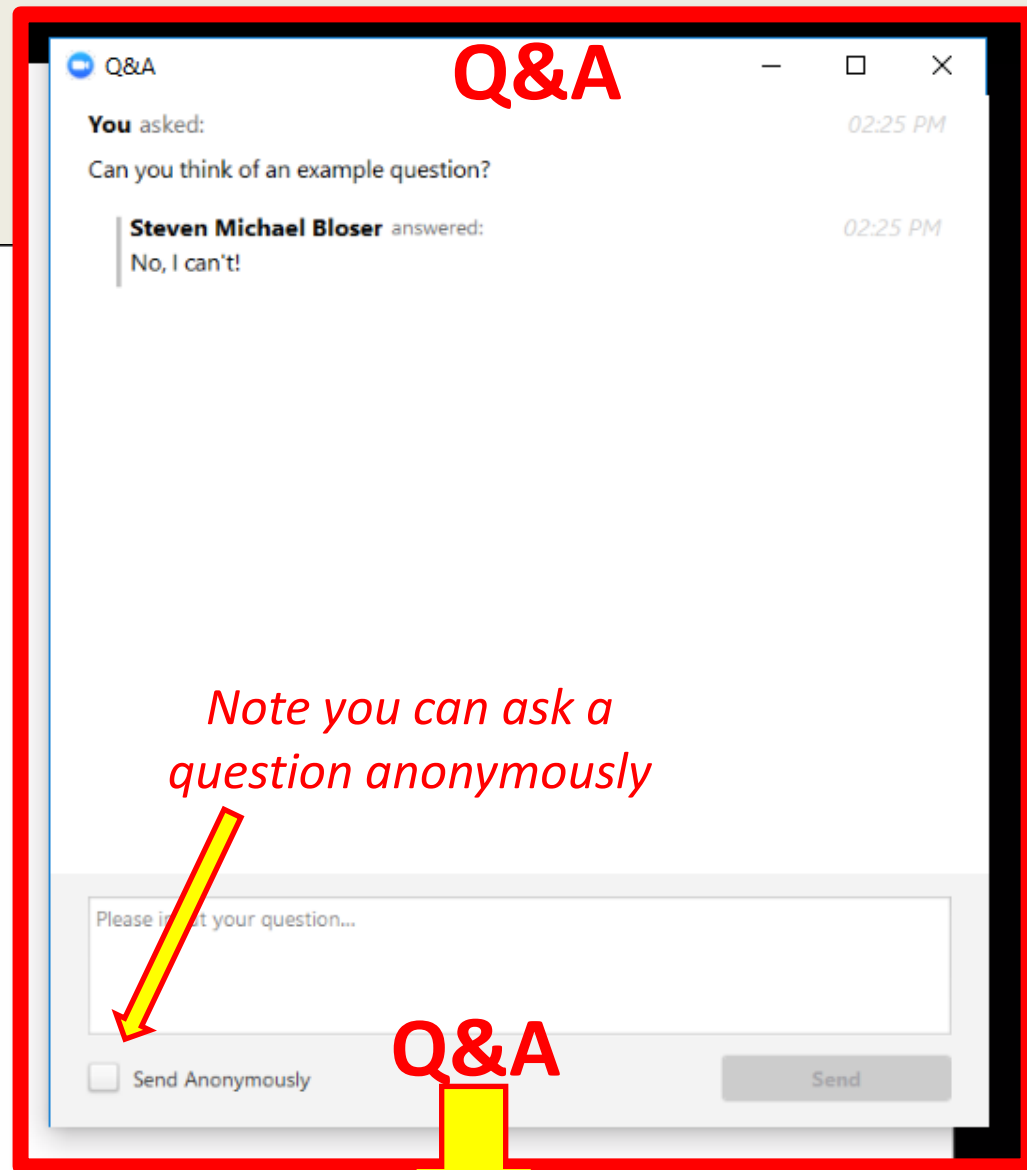 Q&A
Q&A
You asked: 02:25 PM
Can you think of an example question?
Steven Michael Bloser answered: 02:25 PM
No, I can't!
Note you can ask a
question anonymously
Please your question...
Q&A
Send Anonymously
Send